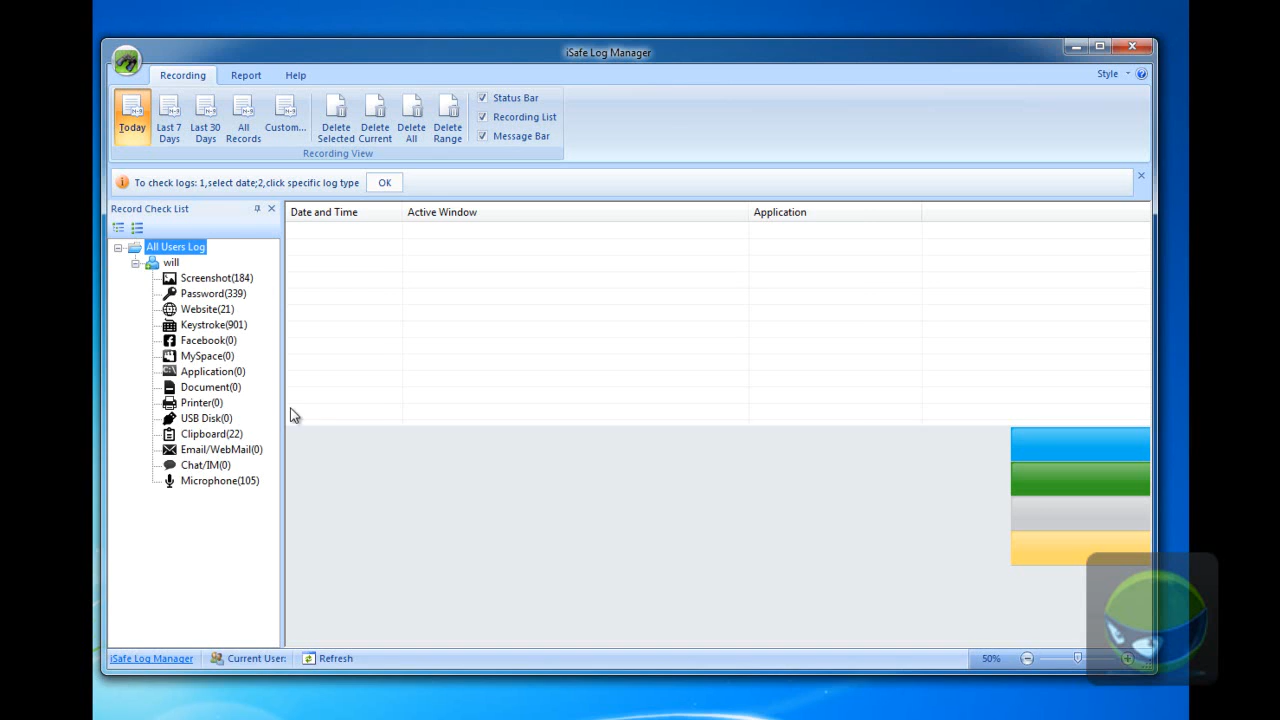 iSafe Log Manager
Recording Report Help Style
Today
Last 7 Days
Last 30 Days
All Records
Custom...
Delete Selected
Delete Current
Delete All
Delete Range
Status Bar
Recording List
Message Bar
Recording View
To check logs: 1,select date;2,click specific log type OK
Record Check List
Date and Time Active Window Application
All Users Log
will
Screenshot(184)
Password(339)
Website(21)
Keystroke(901)
Facebook(0)
MySpace(0)
Application(0)
Document(0)
Printer(0)
USB Disk(0)
Clipboard(22)
Email/WebMail(0)
Chat/IM(0)
Microphone(105)
iSafe Log Manager Current User: Refresh 50%